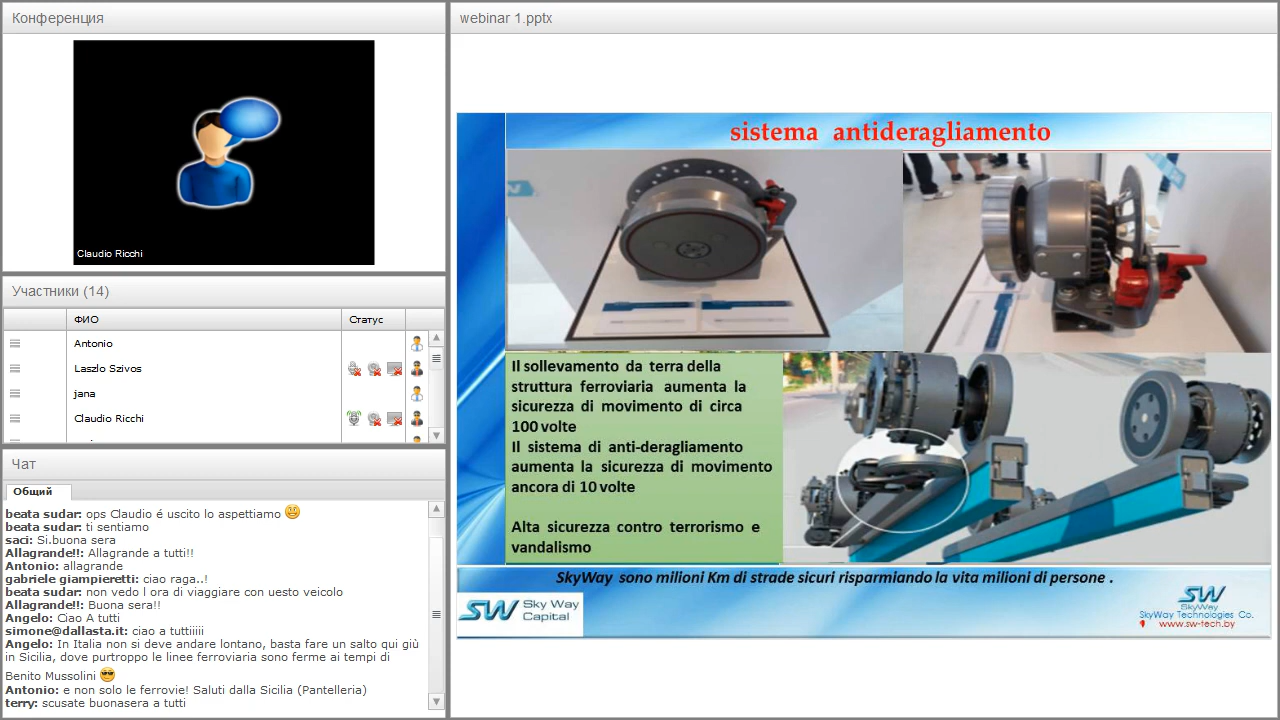 Конференция
Claudio Ricchi
Участники (14)
ФИО
Статус
Antonio
Laszlo Szivos
jana
Claudio Ricchi
Чат
Общий
beata sudar: ops Claudio é uscito lo aspettiamo
beata sudar: ti sentiamo
saci: Si.buona sera
Allagrande!!: Allagrande a tutti!!
Antonio: allagrande
gabriele giampieretti: ciao raga..!
beata sudar: non vedo l ora di viaggiare con uesto veicolo
Allagrande!!: Buona sera!!
Angelo: Ciao A tutti
simone@dallasta.it: ciao a tuttiiiii
Angelo: In Italia non si deve andare lontano, basta fare un salto qui giù
in Sicilia, dove purtroppo le linee ferroviaria sono ferme ai tempi di
Benito Mussolini
Antonio: e non solo le ferrovie! Saluti dalla Sicilia (Pantelleria)
terry: scusate buonasera a tutti
webinar 1.pptx
sistema antideragliamento
Il sollevamento da terra della
struttura ferroviaria aumenta la
sicurezza di movimento di circa
100 volte
Il sistema di anti-deragliamento
aumenta la sicurezza di movimento
ancora di 10 volte
Alta sicurezza contro terrorismo e
vandalismo
SkyWay sono milioni Km di strade sicuri risparmiando la vita milioni di persone .
SW Sky Way
Capital
SW
SkyWay
SkyWay Technologies Co.
www.sw-tech.by